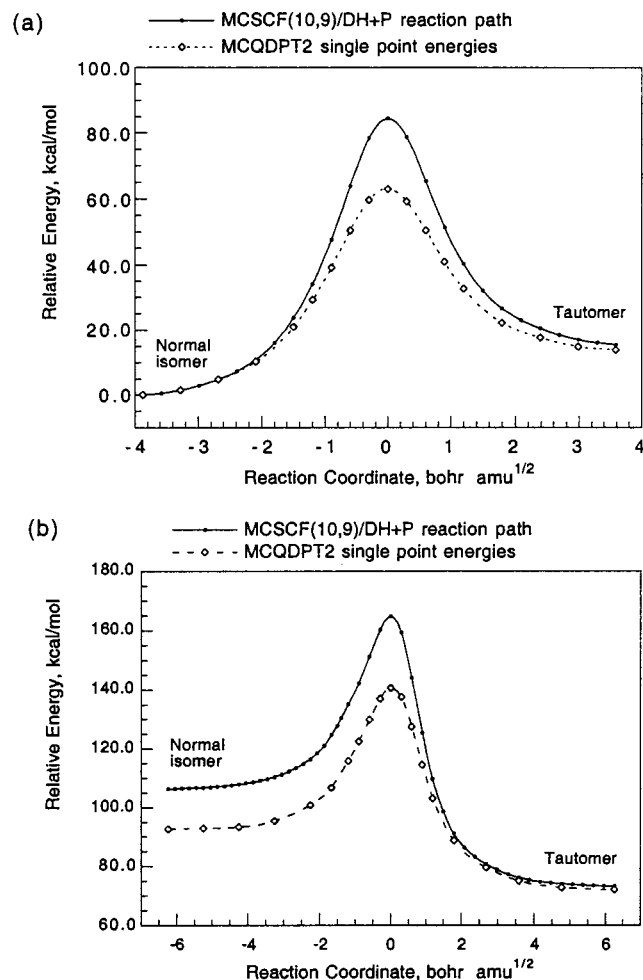 (a)
MCSCF(10,9)/DH+P reaction path
MCQDPT2 single point energies
Relative Energy, kcal/mol
100.0
80.0
60.0
40.0
20.0
0.0
Normal
isomer
Tautomer
-4 -3 -2 -1 0 1 2 3 4
Reaction Coordinate, bohr amu1/2
(b)
MCSCF(10,9)/DH+P reaction path
MCQDPT2 single point energies
Relative Energy, kcal/mol
180.0
160.0
140.0
120.0
100.0
80.0
60.0
Normal
isomer
Tautomer
-6 -4 -2 0 2 4 6
Reaction Coordinate, bohr amu1/2